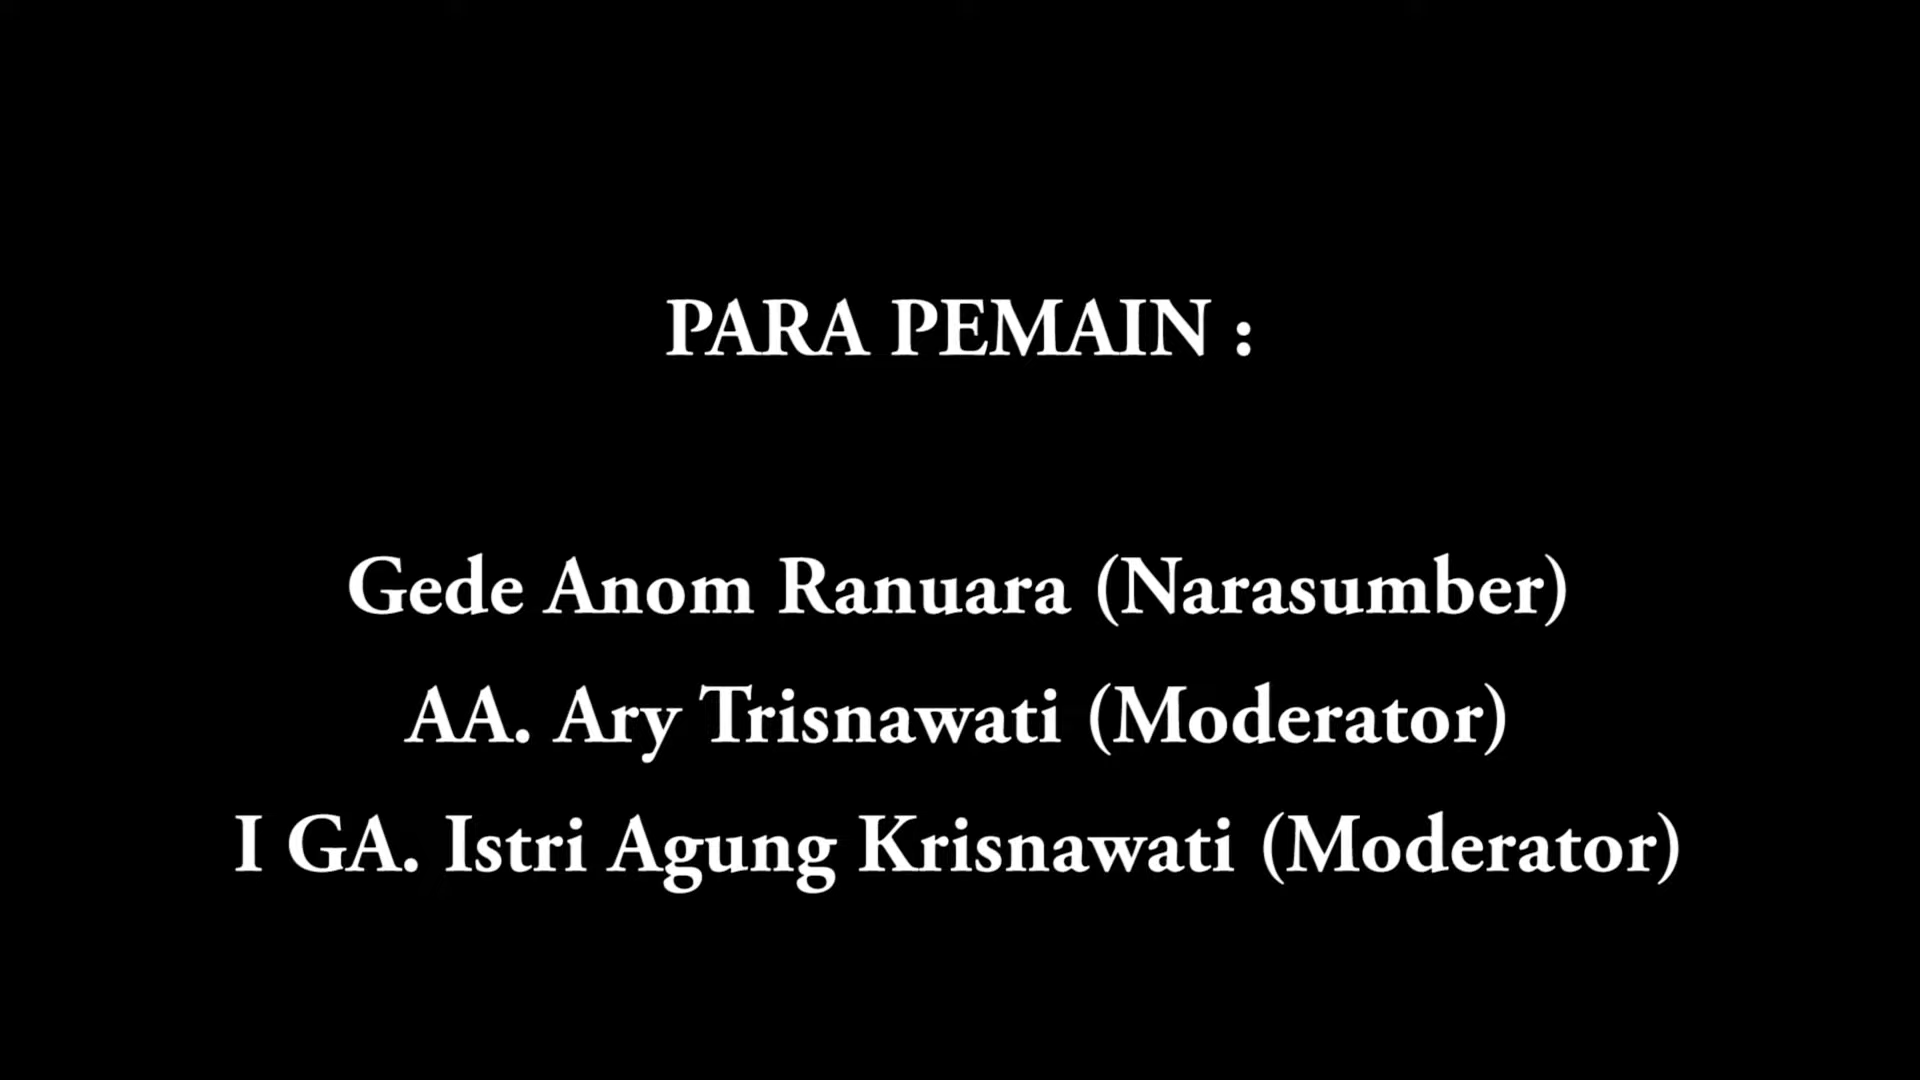 PARA PEMAIN :
Gede Anom Ranuara (Narasumber)
AA. Ary Trisnawati (Moderator)
I GA. Istri Agung Krisnawati (Moderator)